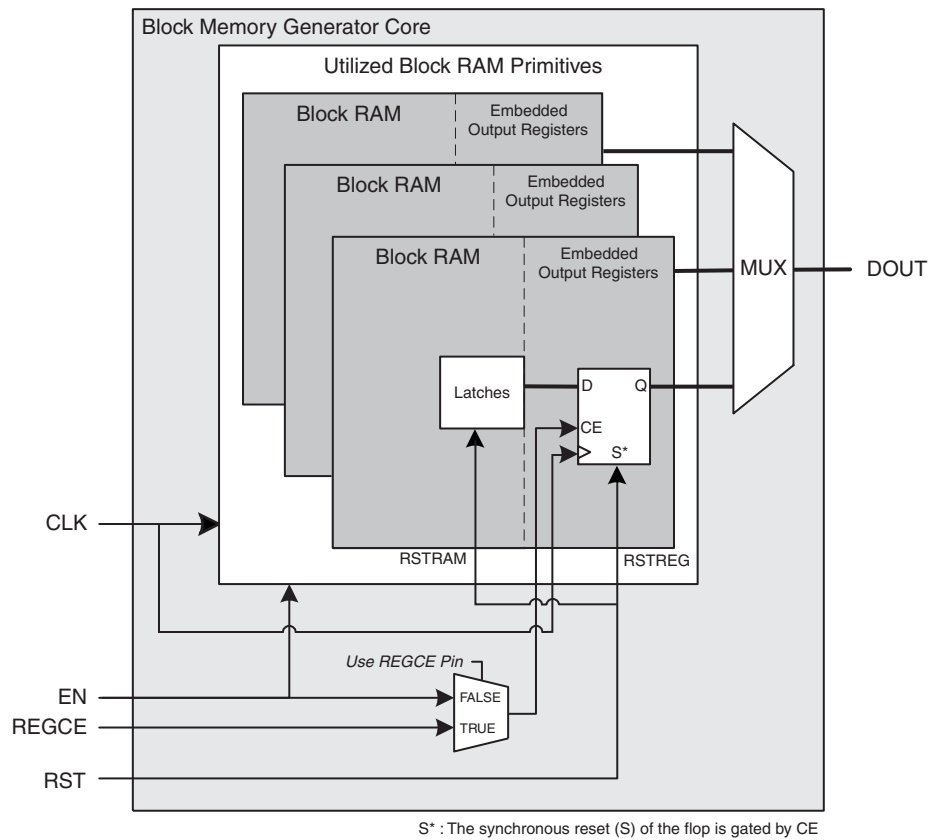 Block Memory Generator Core
Utilized Block RAM Primitives
Block RAM
Embedded
Output Registers
Block RAM
Embedded
Output Registers
Block RAM
Embedded
Output Registers
MUX
DOUT
Latches
D
Q
CE
S*
CLK
RSTRAM
RSTREG
Use REGCE Pin
EN
FALSE
REGCE
TRUE
RST
S* : The synchronous reset (S) of the flop is gated by CE